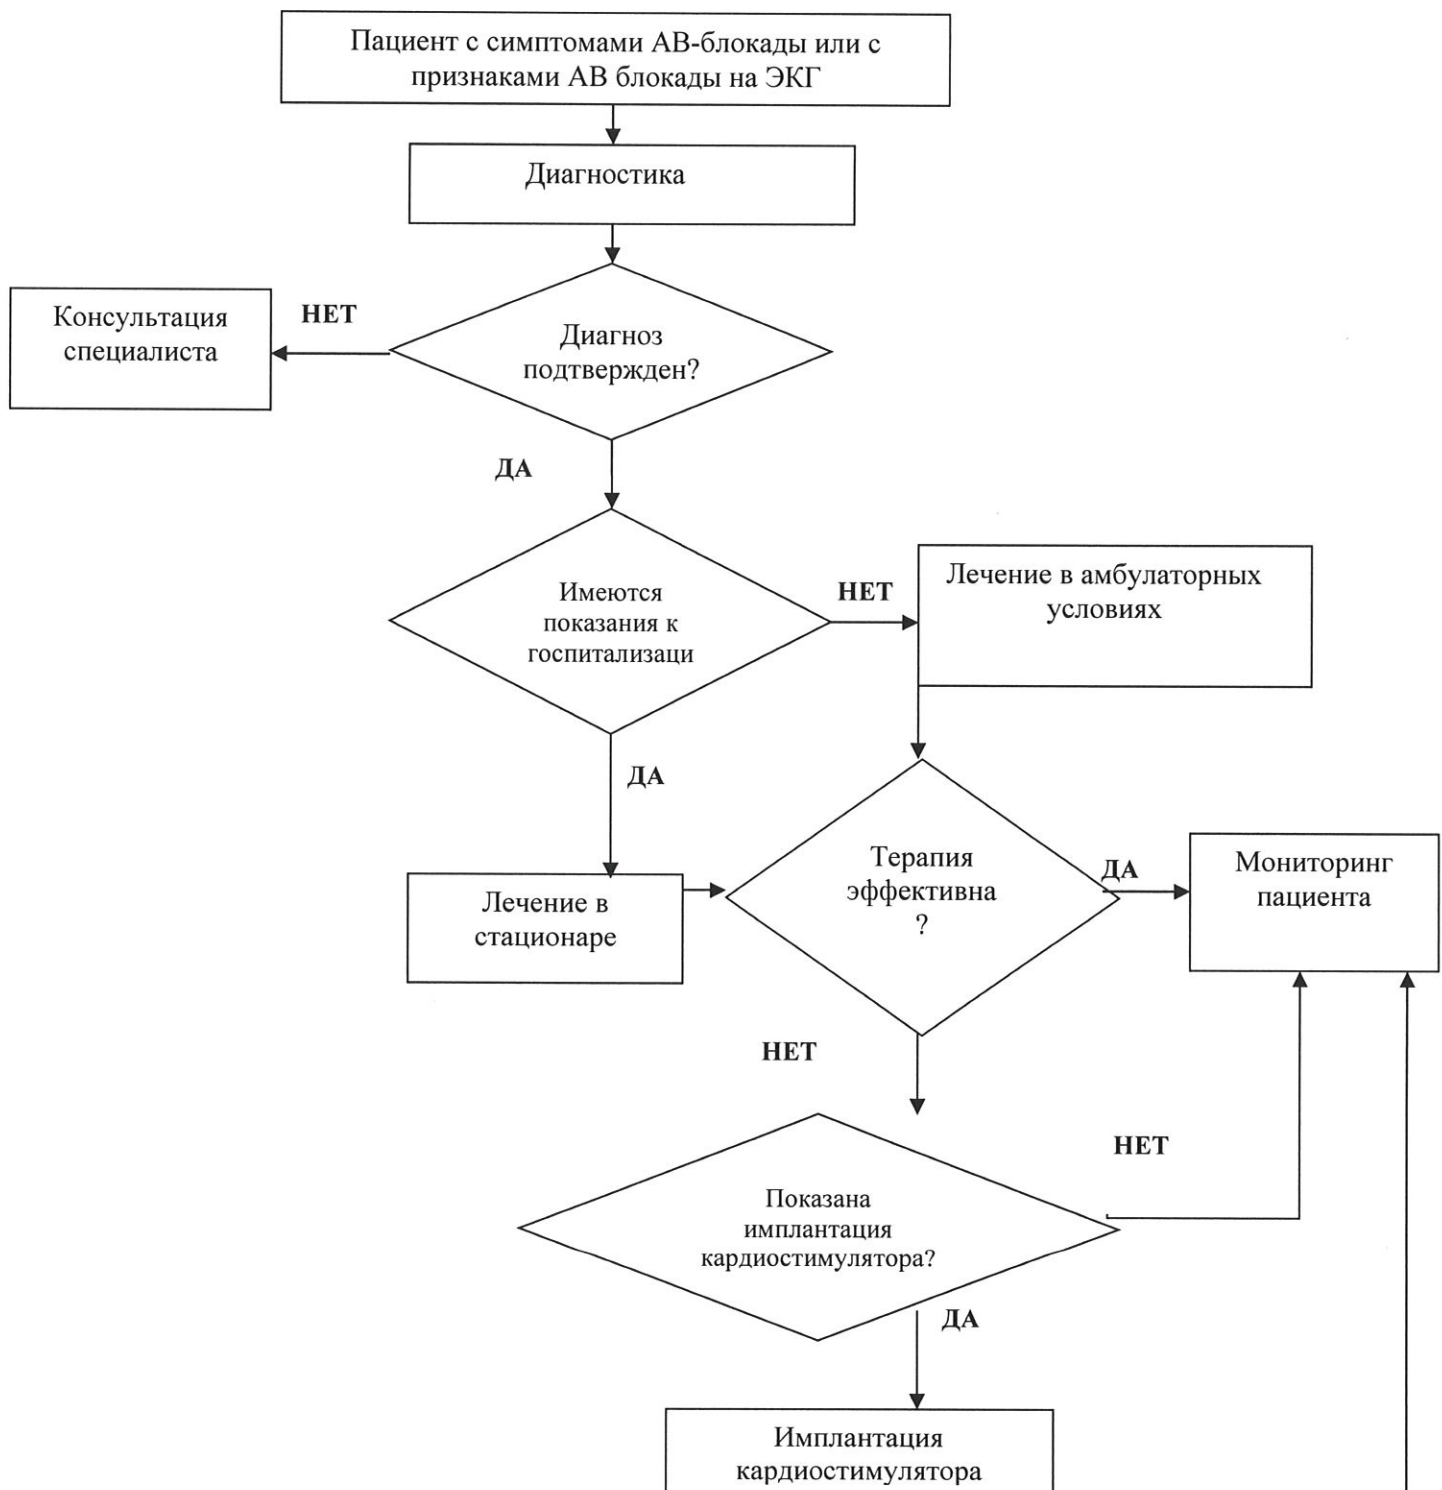 Пациент с симптомами АВ-блокады или с
признаками АВ блокады на ЭКГ
Диагностика
Консультация
специалиста
НЕТ
Диагноз
подтвержден?
ДА
Имеются
показания к
госпитализаци
НЕТ
Лечение в амбулаторных
условиях
ДА
Лечение в
стационаре
Терапия
эффективна
?
ДА
Мониторинг
пациента
НЕТ
Показана
имплантация
кардиостимулятора?
НЕТ
ДА
Имплантация
кардиостимулятора